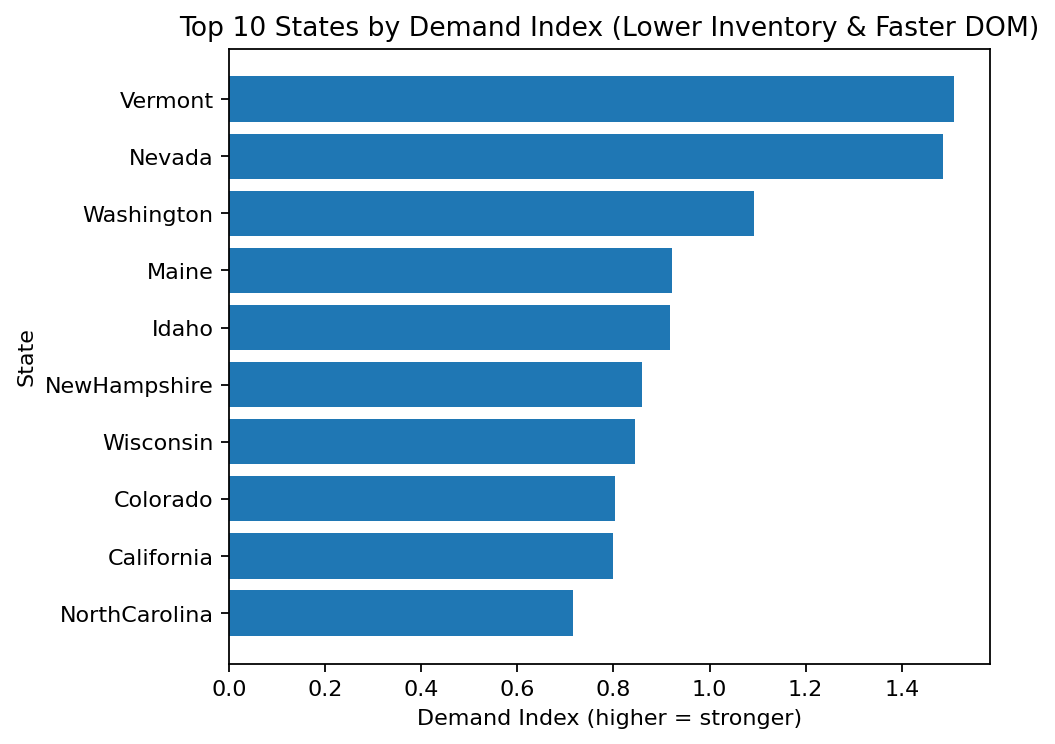 Top 10 States by Demand Index (Lower Inventory & Faster DOM)
State
Vermont
Nevada
Washington
Maine
Idaho
NewHampshire
Wisconsin
Colorado
California
NorthCarolina
0.0 0.2 0.4 0.6 0.8 1.0 1.2 1.4
Demand Index (higher = stronger)